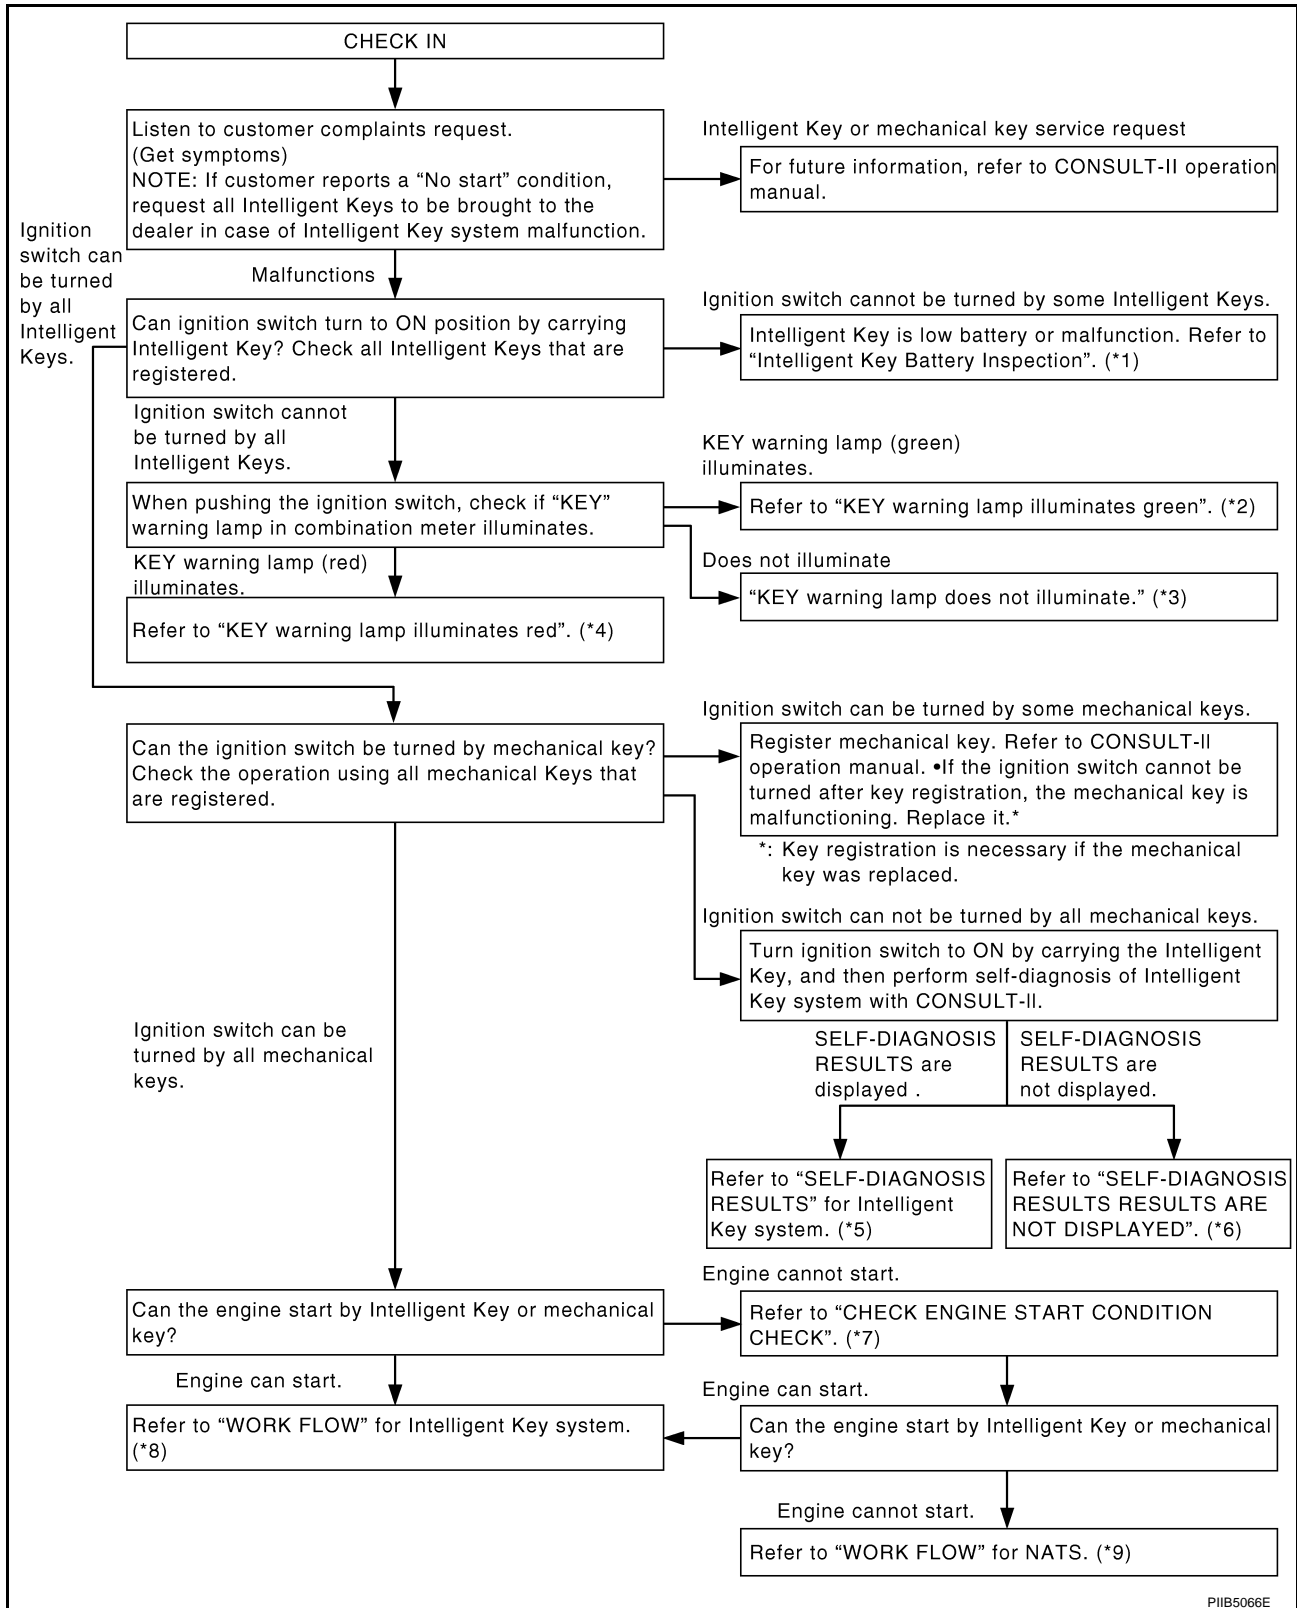 CHECK IN
Listen to customer complaints request.
(Get symptoms)
NOTE: If customer reports a “No start” condition,
request all Intelligent Keys to be brought to the
dealer in case of Intelligent Key system malfunction.
Intelligent Key or mechanical key service request
For future information, refer to CONSULT-II operation
manual.
Ignition
switch can
be turned
by all
Intelligent
Keys.
Malfunctions
Can ignition switch turn to ON position by carrying
Intelligent Key? Check all Intelligent Keys that are
registered.
Ignition switch cannot be turned by some Intelligent Keys.
Intelligent Key is low battery or malfunction. Refer to
“Intelligent Key Battery Inspection”. (*1)
Ignition switch cannot
be turned by all
Intelligent Keys.
When pushing the ignition switch, check if “KEY”
warning lamp in combination meter illuminates.
KEY warning lamp (green)
illuminates.
Refer to “KEY warning lamp illuminates green”. (*2)
Does not illuminate
“KEY warning lamp does not illuminate.” (*3)
KEY warning lamp (red)
illuminates.
Refer to “KEY warning lamp illuminates red”. (*4)
Can the ignition switch be turned by mechanical key?
Check the operation using all mechanical Keys that
are registered.
Ignition switch can be turned by some mechanical keys.
Register mechanical key. Refer to CONSULT-II
operation manual. •If the ignition switch cannot be
turned after key registration, the mechanical key is
malfunctioning. Replace it.*
*: Key registration is necessary if the mechanical
key was replaced.
Ignition switch can not be turned by all mechanical keys.
Turn ignition switch to ON by carrying the Intelligent
Key, and then perform self-diagnosis of Intelligent
Key system with CONSULT-II.
Ignition switch can be
turned by all mechanical
keys.
SELF-DIAGNOSIS
RESULTS are
displayed .
SELF-DIAGNOSIS
RESULTS are
not displayed.
Refer to “SELF-DIAGNOSIS
RESULTS” for Intelligent
Key system. (*5)
Refer to “SELF-DIAGNOSIS
RESULTS RESULTS ARE
NOT DISPLAYED”. (*6)
Can the engine start by Intelligent Key or mechanical
key?
Engine cannot start.
Refer to “CHECK ENGINE START CONDITION
CHECK”. (*7)
Engine can start.
Refer to “WORK FLOW” for Intelligent Key system.
(*8)
Engine can start.
Can the engine start by Intelligent Key or mechanical
key?
Engine cannot start.
Refer to “WORK FLOW” for NATS. (*9)
PIIB5066E